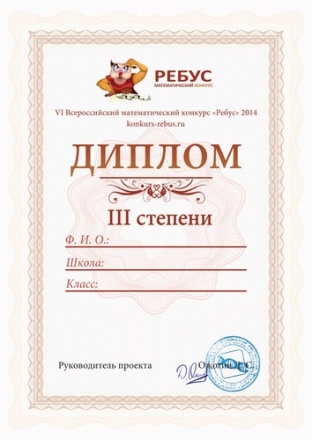 РЕБУС
МАТЕМАТИЧЕСКИЙ КОНКУРС
VI Всероссийский математический конкурс «Ребус» 2014
konkurs-rebus.ru
ДИПЛОМ
III степени
Ф. И. О.:
Школа:
Класс:
Руководитель проекта